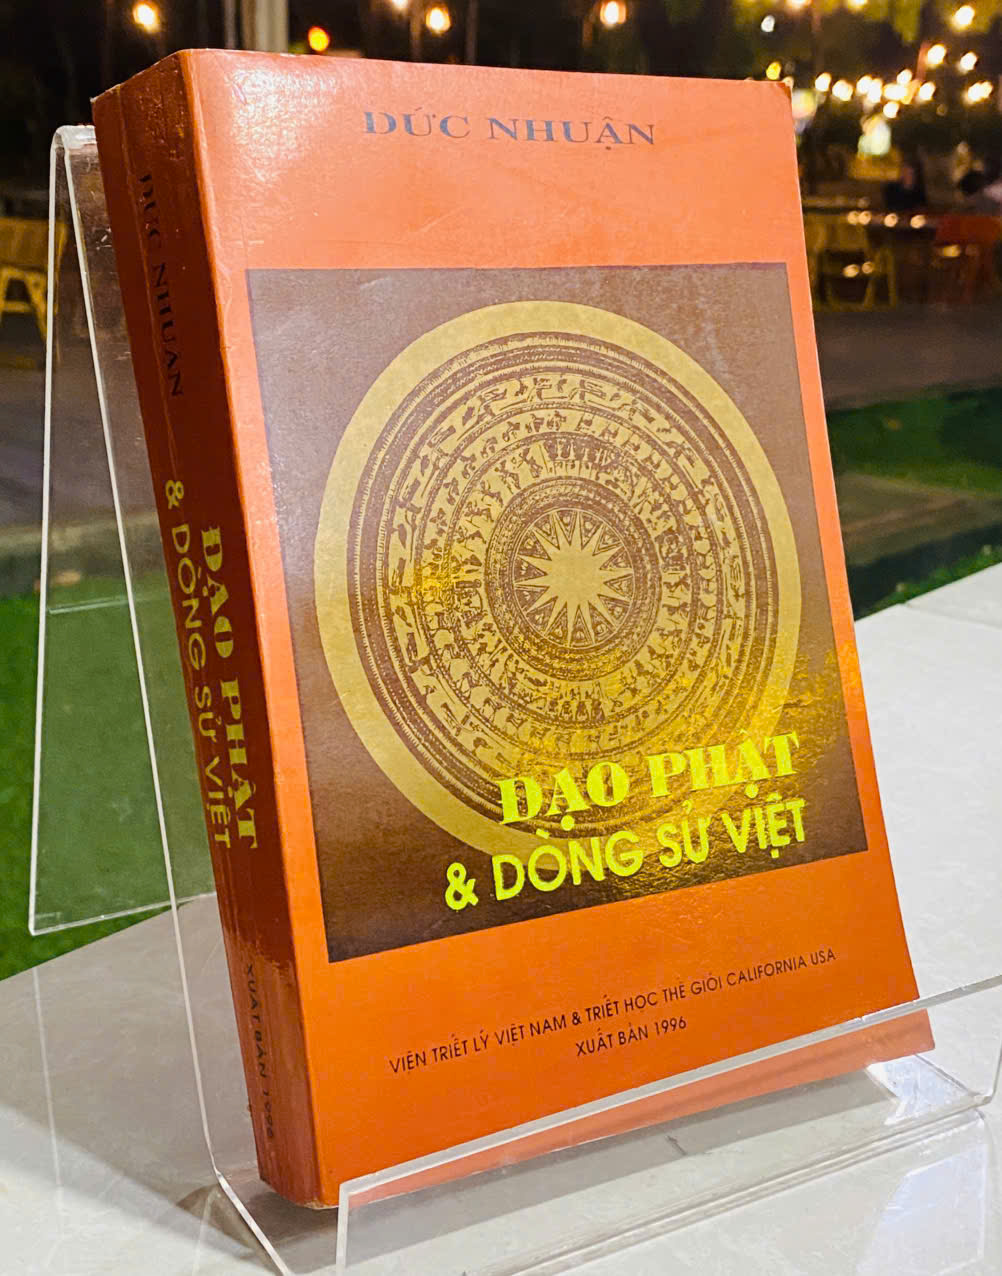 ĐỨC NHUẬN
ĐẠO PHẬT
& DÒNG SỬ VIỆT
VIỆN TRIẾT LÝ VIỆT NAM & TRIẾT HỌC THẾ GIỚI CALIFORNIA USA
XUẤT BẢN 1996
ĐỨC NHUẬN
ĐẠO PHẬT
& DÒNG SỬ VIỆT
XUẤT BẢN 1996